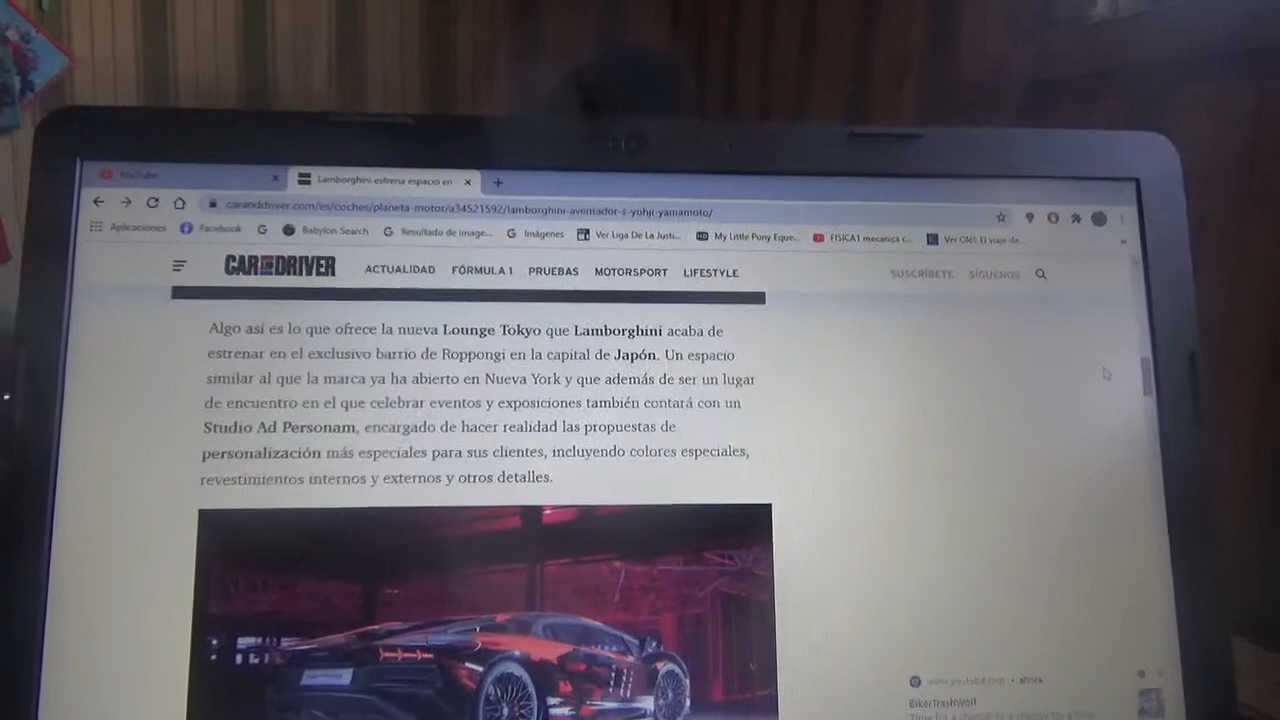 YouTube
Lamborghini estrena espacio en
caranddriver.com/es/coches/planeta-motor/a34521592/lamborghini-aventador-s-yohji-yamamoto/
Aplicaciones Facebook Babylon Search Resultado de image... Imágenes Ver Liga De La Justi... My Little Pony Eque... FISICA1 mecanica c... Ver Olé!: El viaje de...
CAR AND DRIVER ACTUALIDAD FÓRMULA 1 PRUEBAS MOTORSPORT LIFESTYLE SUSCRÍBETE SÍGUENOS
Algo así es lo que ofrece la nueva Lounge Tokyo que Lamborghini acaba de
estrenar en el exclusivo barrio de Roppongi en la capital de Japón. Un espacio
similar al que la marca ya ha abierto en Nueva York y que además de ser un lugar
de encuentro en el que celebrar eventos y exposiciones también contará con un
Studio Ad Personam, encargado de hacer realidad las propuestas de
personalización más especiales para sus clientes, incluyendo colores especiales,
revestimientos internos y externos y otros detalles.
www.youtube.com • ahora
BikerTrashWolf